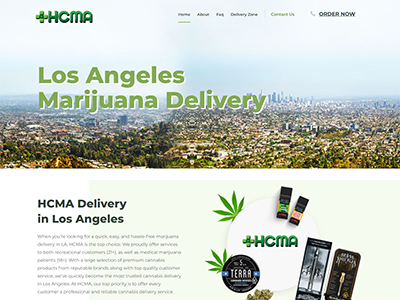 HCMA
Home About Faq Delivery Zone Contact Us ORDER NOW
Los Angeles
Marijuana Delivery
HCMA Delivery
in Los Angeles
When you're looking for a quick, easy, and hassle-free marijuana
delivery in LA, HCMA is the top choice. We proudly offer services
to both recreational customers (21+), as well as medical marijuana
patients (18+). With a large selection of premium cannabis
products from reputable brands along with top quality customer
service, we've quickly become the most trusted cannabis delivery
in Los Angeles. At HCMA, our top priority is to offer every
customer a professional and reliable cannabis delivery service.
HCMA
TERRA